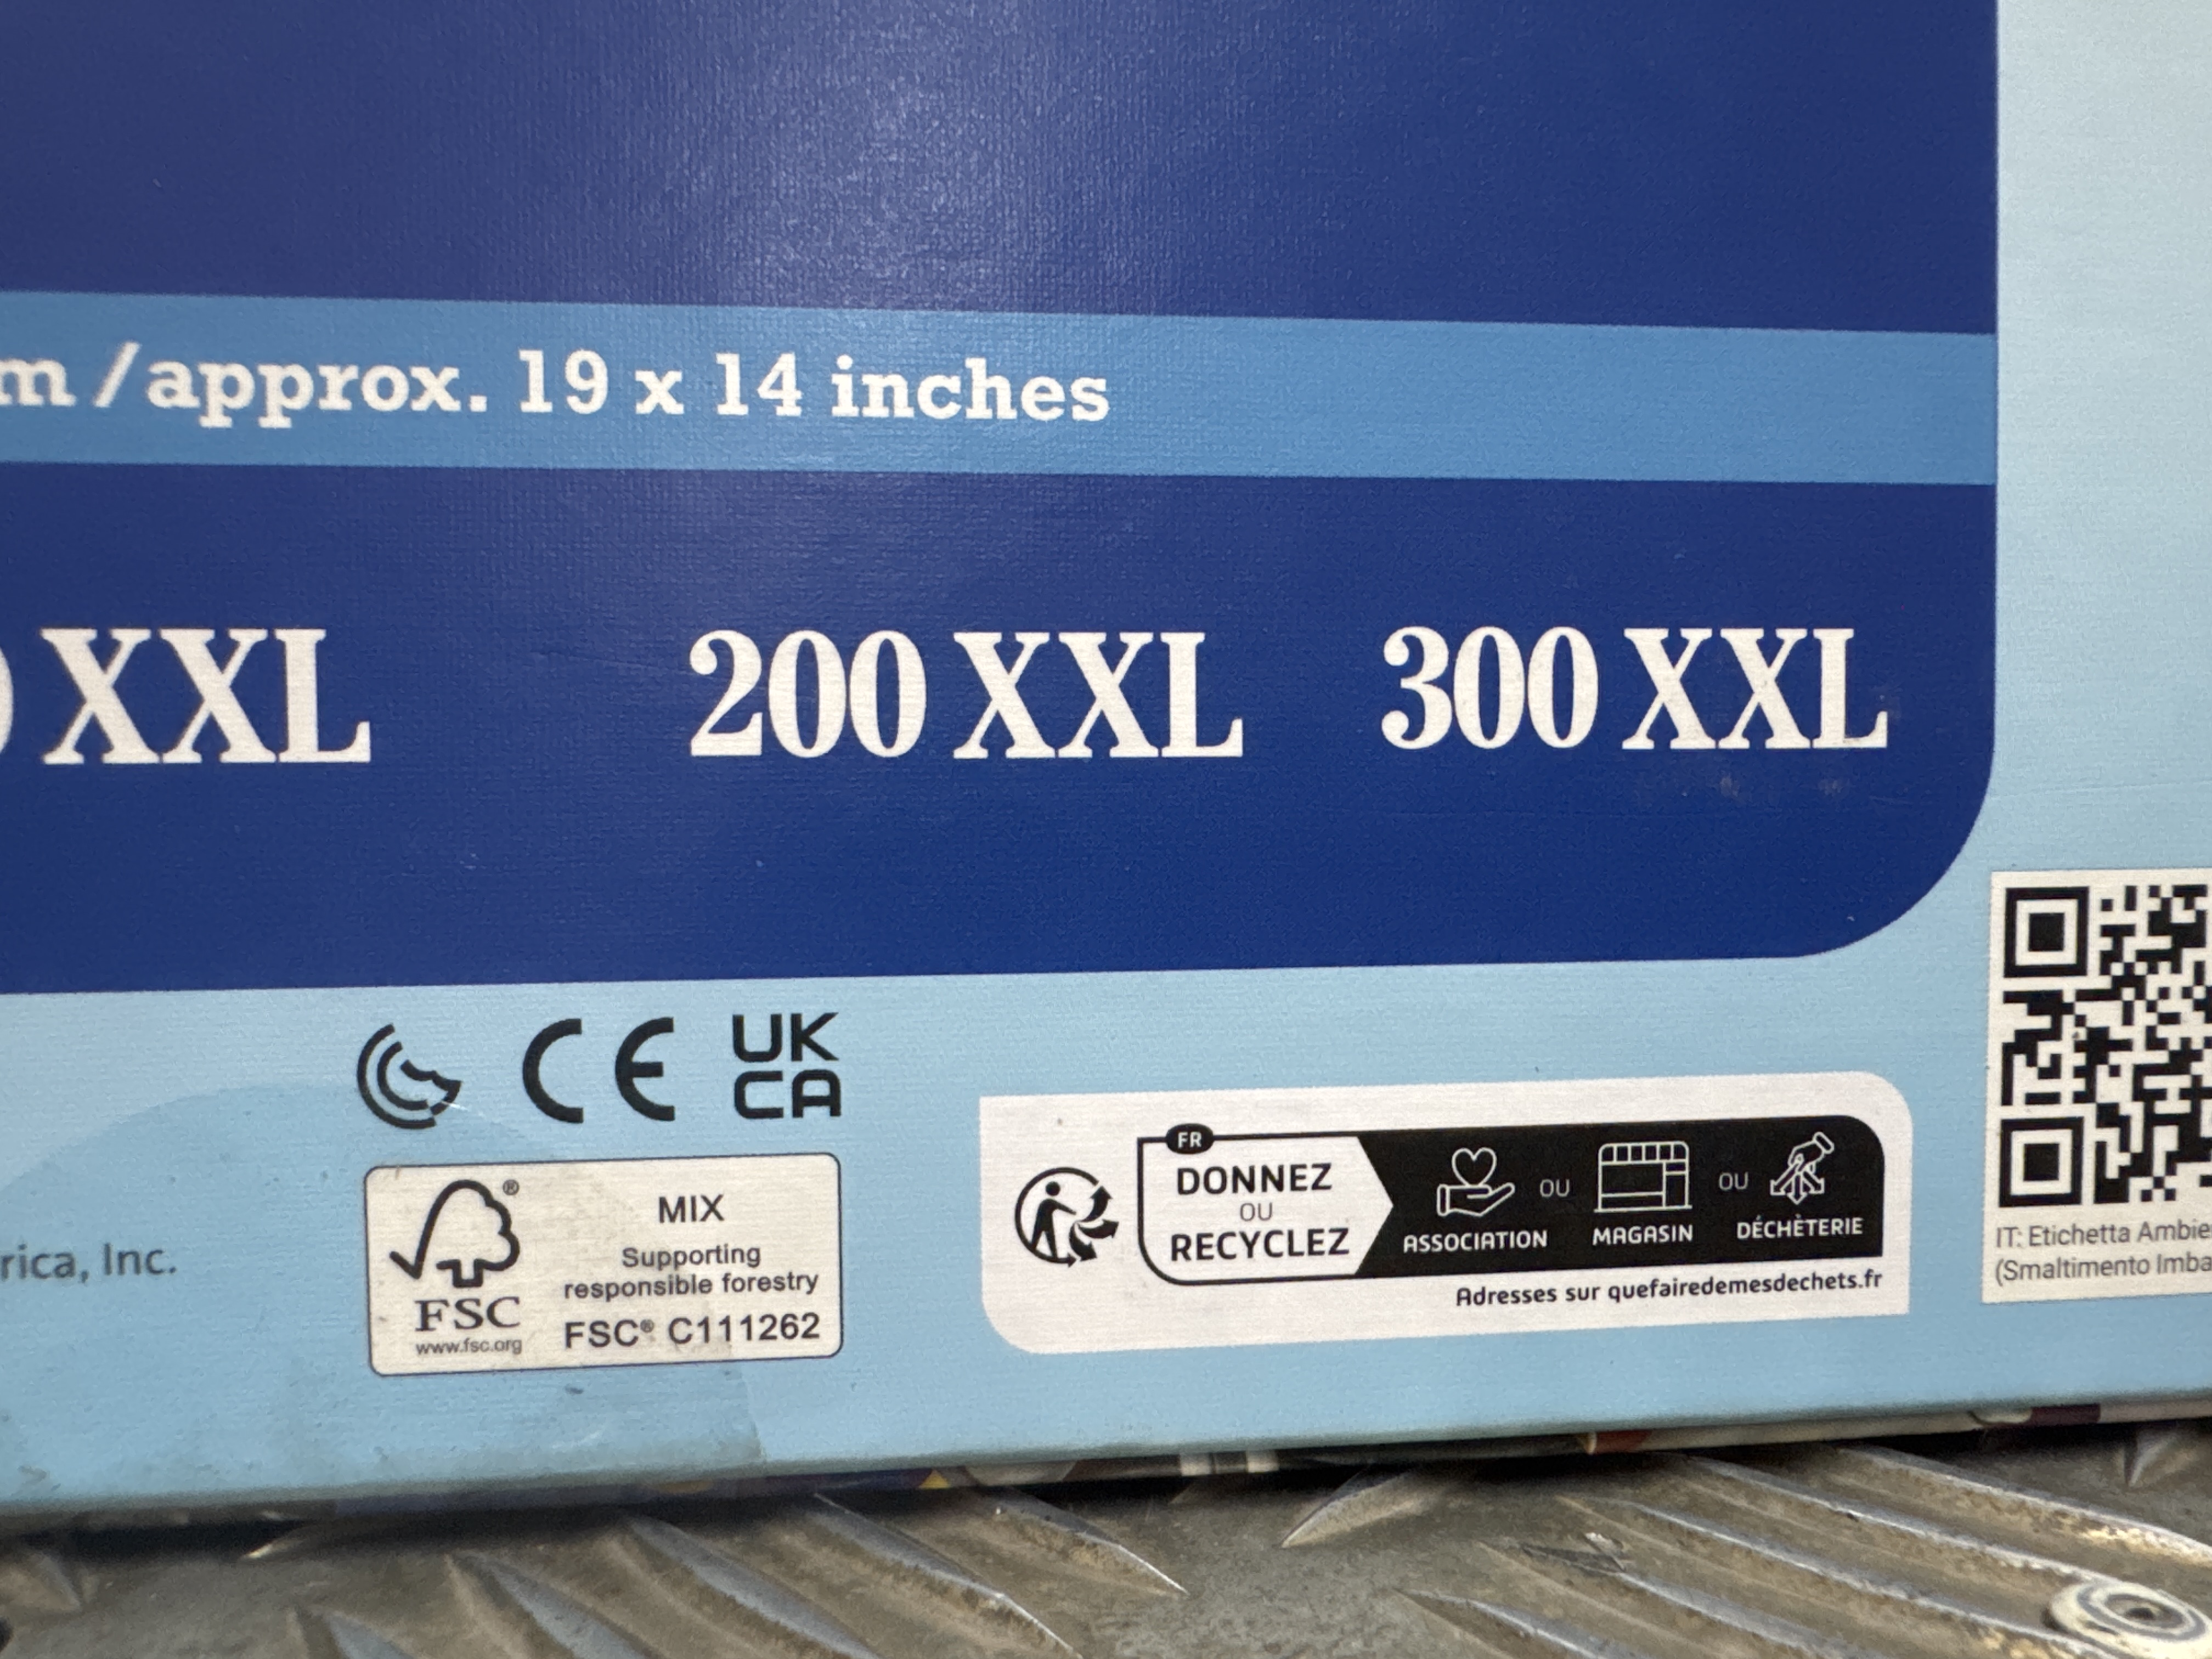 m / approx. 19 x 14 inches
XXL 200 XXL 300 XXL
CE UK
CA
rica, Inc.
®
FSC
www.fsc.org
MIX
Supporting
responsible forestry
FSC® C111262
FR
DONNEZ
OU
RECYCLEZ
ASSOCIATION OU MAGASIN OU DÉCHÈTERIE
Adresses sur quefairedemesdechets.fr
IT: Etichetta Ambie
(Smaltimento Imba